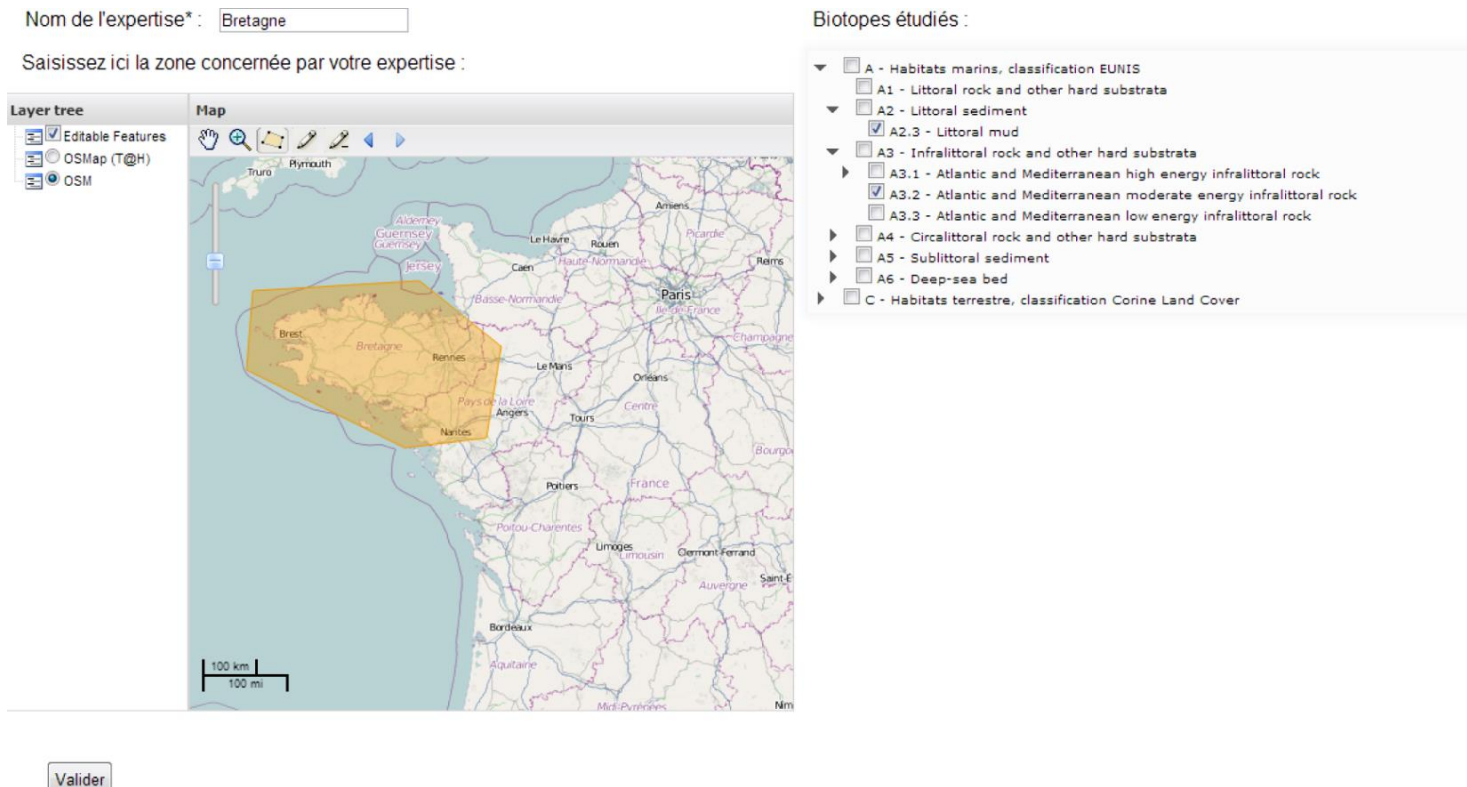 Nom de l'expertise* : Bretagne
Saisissez ici la zone concernée par votre expertise :
Layer tree
Editable Features
OSMap (T@H)
OSM
Map
Plymouth
Truro
Alderney
Guernsey
Guernsey
Jersey
Amiens
Picardie
Le Havre
Rouen
Haute-Normandie
Reims
Caen
Basse-Normandie
Paris
Ile-de-France
Champagne
Brest
Bretagne
Rennes
Le Mans
Orléans
Pays de la Loire
Angers
Centre
Tours
Nantes
Bourgo
Poitiers
France
Poitou-Charentes
Limoges
Limousin
Clermont-Ferrand
Auvergne
Saint-É
Bordeaux
Aquitaine
100 km
100 mi
Midi-Pyrénées
Nîm
Valider
Biotopes étudiés :
A - Habitats marins, classification EUNIS
A1 - Littoral rock and other hard substrata
A2 - Littoral sediment
A2.3 - Littoral mud
A3 - Infralittoral rock and other hard substrata
A3.1 - Atlantic and Mediterranean high energy infralittoral rock
A3.2 - Atlantic and Mediterranean moderate energy infralittoral rock
A3.3 - Atlantic and Mediterranean low energy infralittoral rock
A4 - Circalittoral rock and other hard substrata
A5 - Sublittoral sediment
A6 - Deep-sea bed
C - Habitats terrestre, classification Corine Land Cover